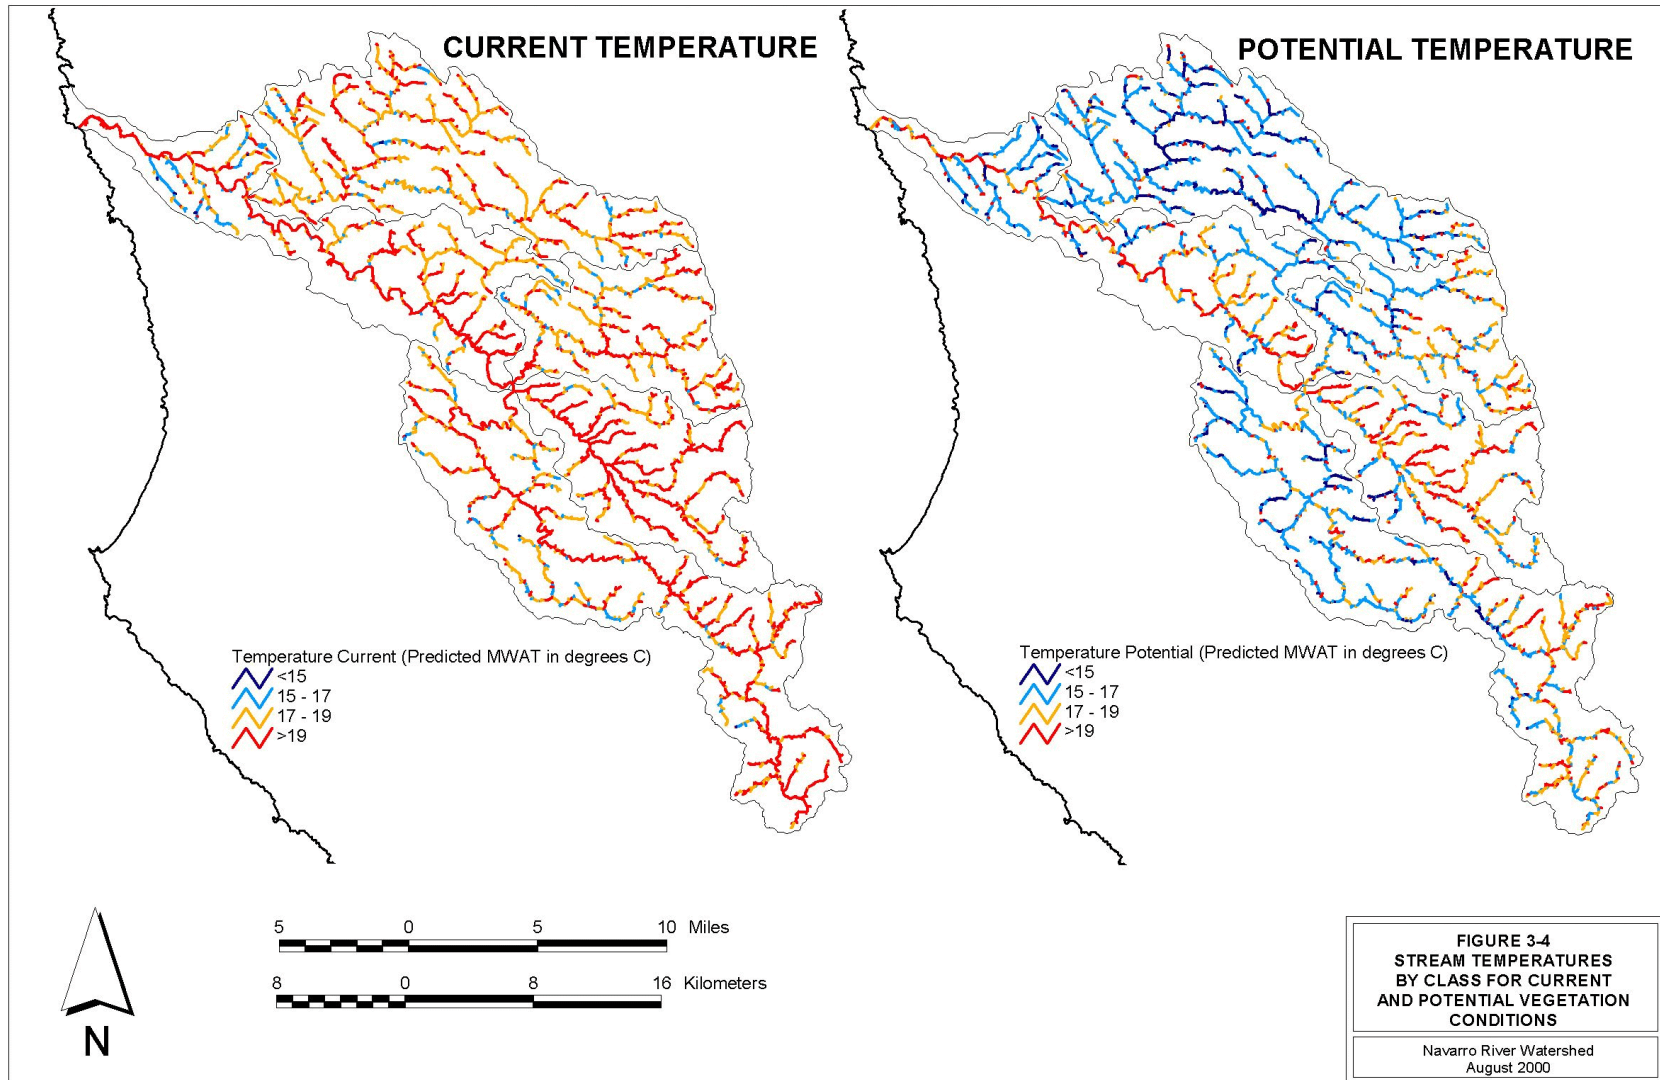 CURRENT TEMPERATURE
POTENTIAL TEMPERATURE
Temperature Current (Predicted MWAT in degrees C)
<15
15 - 17
17 - 19
>19
Temperature Potential (Predicted MWAT in degrees C)
<15
15 - 17
17 - 19
>19
N
5 0 5 10 Miles
8 0 8 16 Kilometers
FIGURE 3-4
STREAM TEMPERATURES
BY CLASS FOR CURRENT
AND POTENTIAL VEGETATION
CONDITIONS
Navarro River Watershed
August 2000